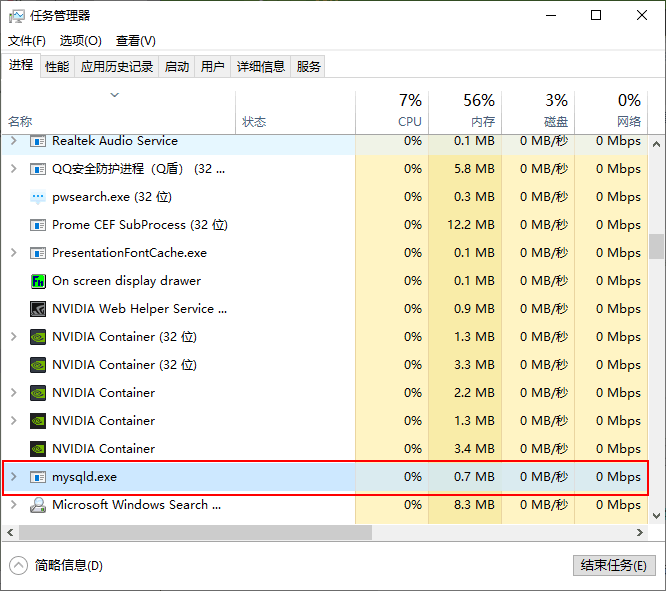 任务管理器
文件(F) 选项(O) 查看(V)
进程 性能 应用历史记录 启动 用户 详细信息 服务
7% 56% 3% 0%
名称 状态 CPU 内存 磁盘 网络
Realtek Audio Service 0% 0.1 MB 0 MB/秒 0 Mbps
QQ安全防护进程（Q盾） (32 ... 0% 5.8 MB 0 MB/秒 0 Mbps
pwsearch.exe (32 位) 0% 0.3 MB 0 MB/秒 0 Mbps
Prome CEF SubProcess (32 位) 0% 12.2 MB 0 MB/秒 0 Mbps
PresentationFontCache.exe 0% 0.1 MB 0 MB/秒 0 Mbps
On screen display drawer 0% 0.1 MB 0 MB/秒 0 Mbps
NVIDIA Web Helper Service ... 0% 0.9 MB 0 MB/秒 0 Mbps
NVIDIA Container (32 位) 0% 1.3 MB 0 MB/秒 0 Mbps
NVIDIA Container (32 位) 0% 3.3 MB 0 MB/秒 0 Mbps
NVIDIA Container 0% 2.2 MB 0 MB/秒 0 Mbps
NVIDIA Container 0% 1.3 MB 0 MB/秒 0 Mbps
NVIDIA Container 0% 3.4 MB 0 MB/秒 0 Mbps
mysqld.exe 0% 0.7 MB 0 MB/秒 0 Mbps
Microsoft Windows Search ... 0% 8.3 MB 0 MB/秒 0 Mbps
简略信息(D) 结束任务(E)